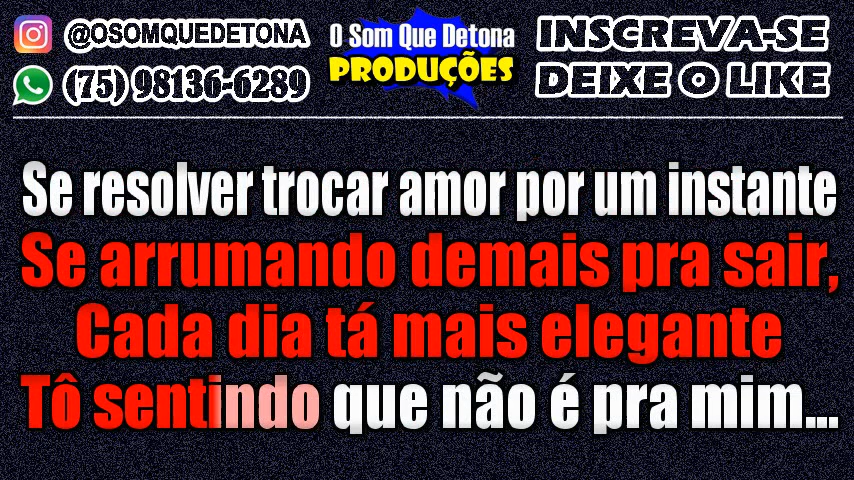 @OSOMQUEDETONA
(75) 98136-6289
O Som Que Detona
PRODUÇÕES
INSCREVA-SE
DEIXE O LIKE
Se resolver trocar amor por um instante
Se arrumando demais pra sair,
Cada dia tá mais elegante
Tô sentindo que não é pra mim...